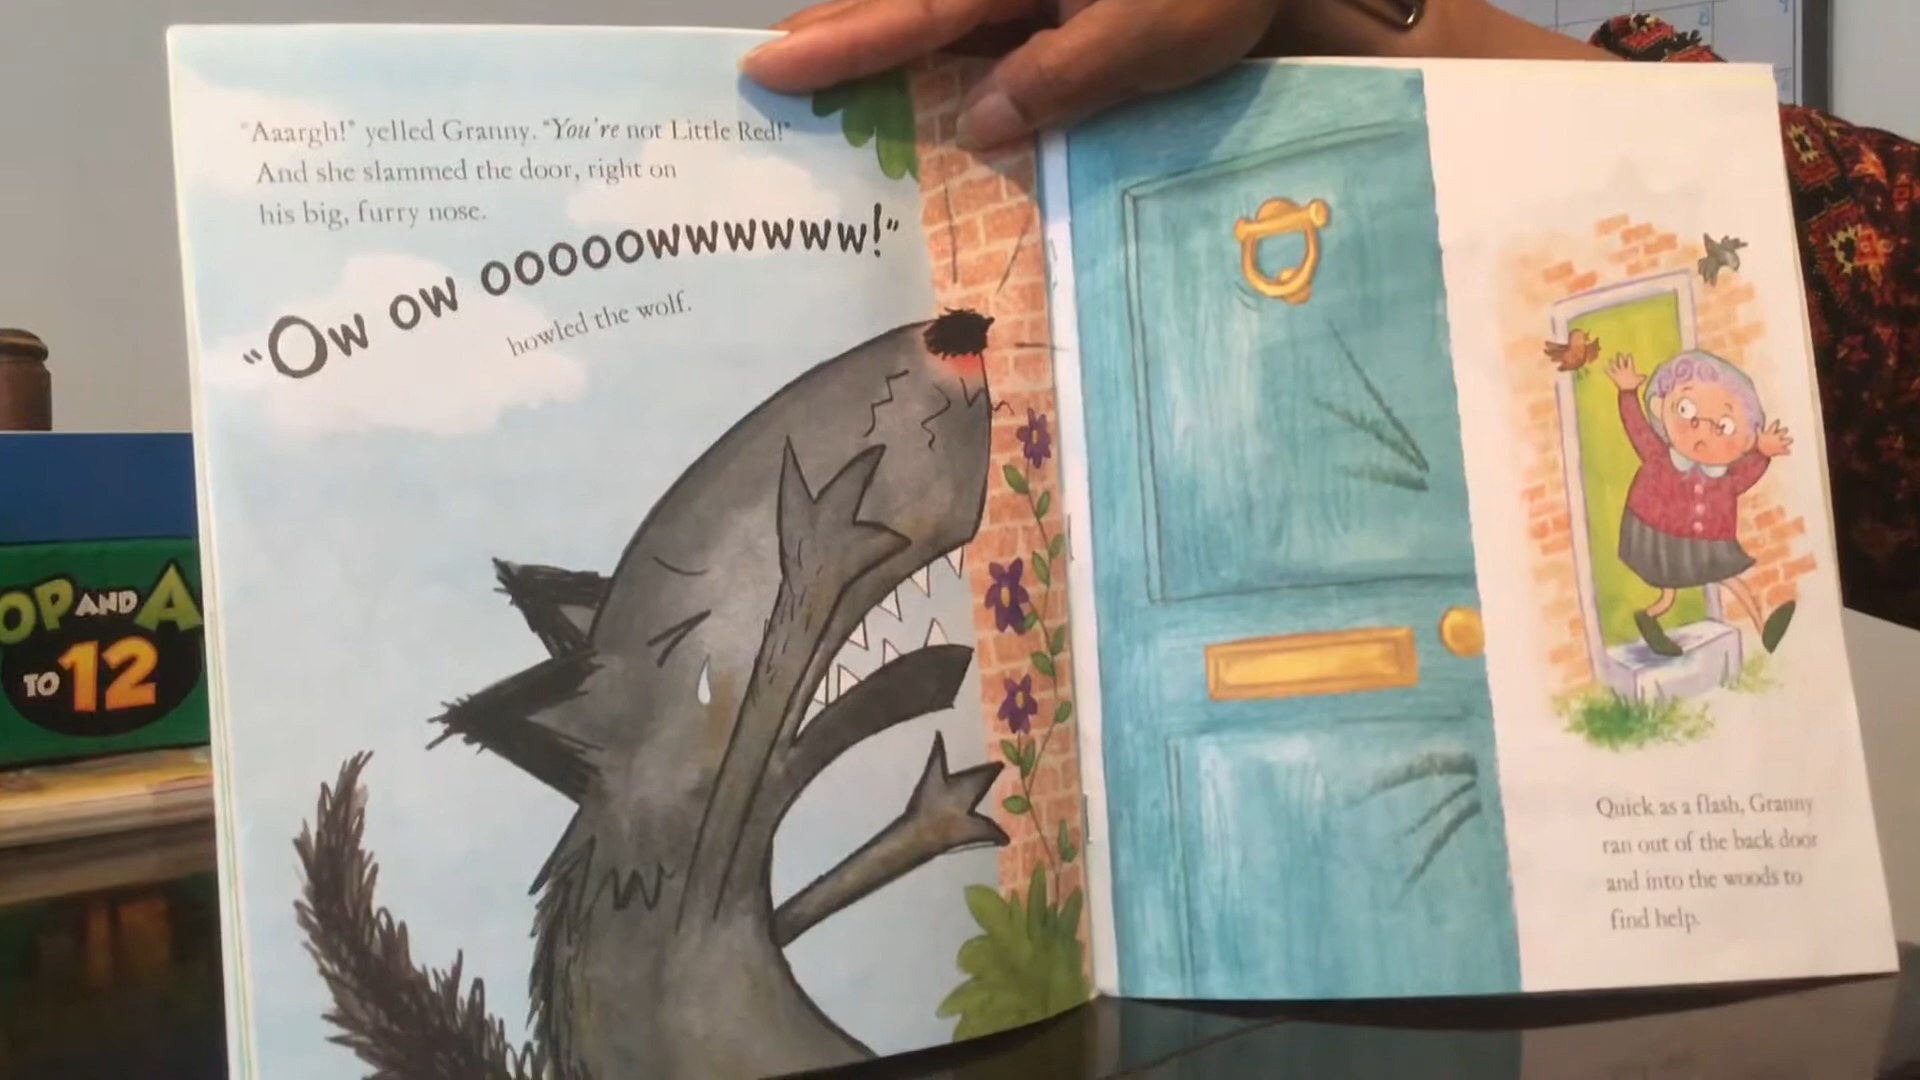 "Aaargh!" yelled Granny. "You're not Little Red!"
And she slammed the door, right on
his big, furry nose.
"Ow ow ooooowwwwww!"
howled the wolf.
Quick as a flash, Granny
ran out of the back door
and into the woods to
find help.
OP AND A
TO 12